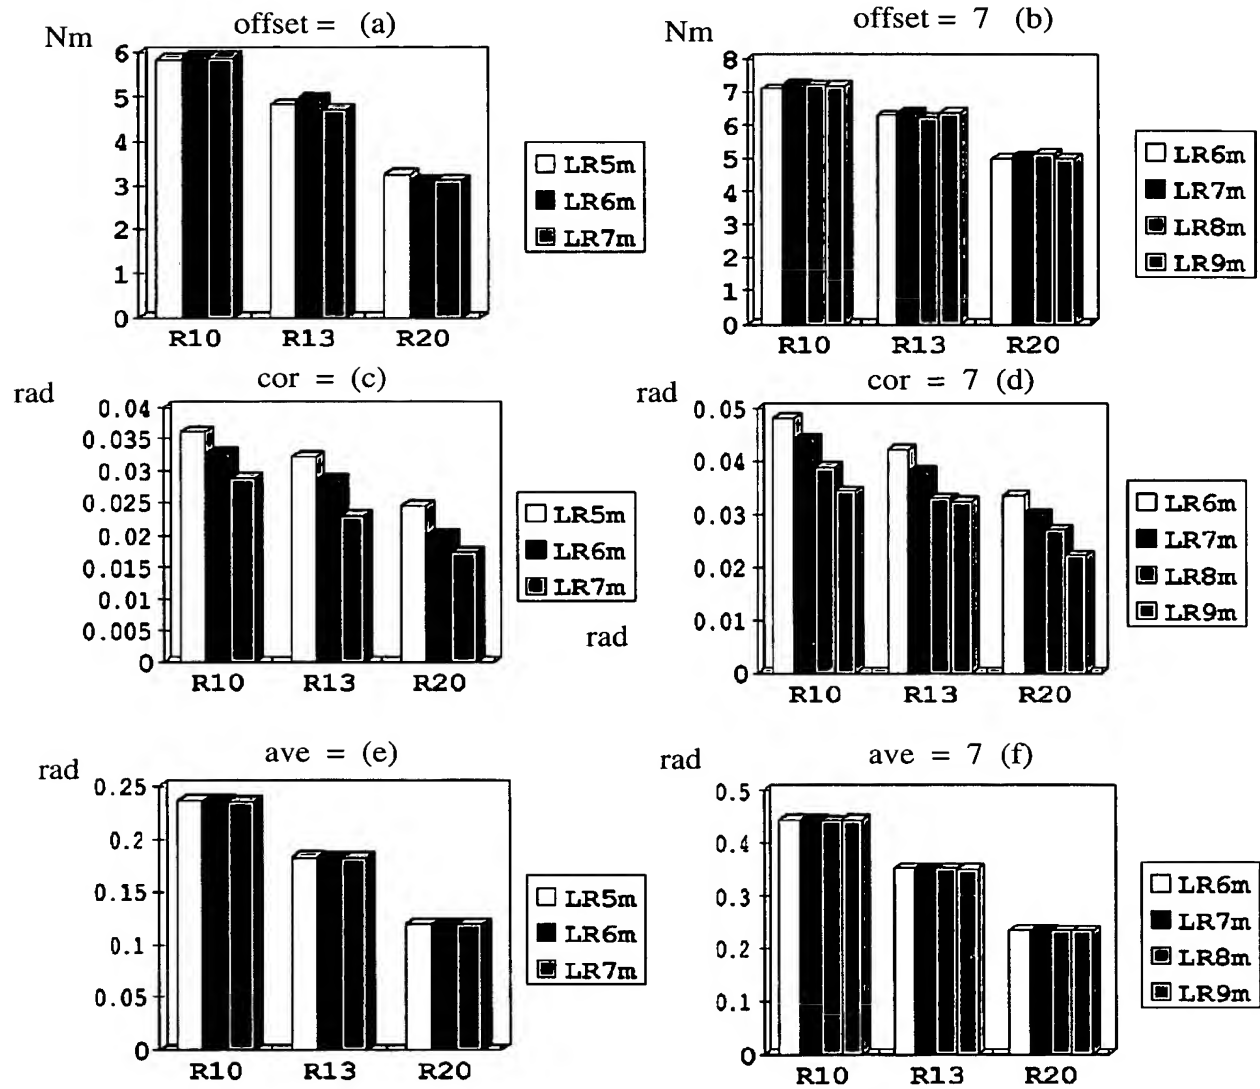 offset = (a)
Nm
6
5
4
3
2
1
0
R10 R13 R20
LR5m
LR6m
LR7m
offset = 7 (b)
Nm
8
7
6
5
4
3
2
1
0
R10 R13 R20
LR6m
LR7m
LR8m
LR9m
cor = (c)
rad
0.04
0.035
0.03
0.025
0.02
0.015
0.01
0.005
0
R10 R13 R20
LR5m
LR6m
LR7m
rad
cor = 7 (d)
rad
0.05
0.04
0.03
0.02
0.01
0
R10 R13 R20
LR6m
LR7m
LR8m
LR9m
ave = (e)
rad
0.25
0.2
0.15
0.1
0.05
0
R10 R13 R20
LR5m
LR6m
LR7m
ave = 7 (f)
rad
0.5
0.4
0.3
0.2
0.1
0
R10 R13 R20
LR6m
LR7m
LR8m
LR9m